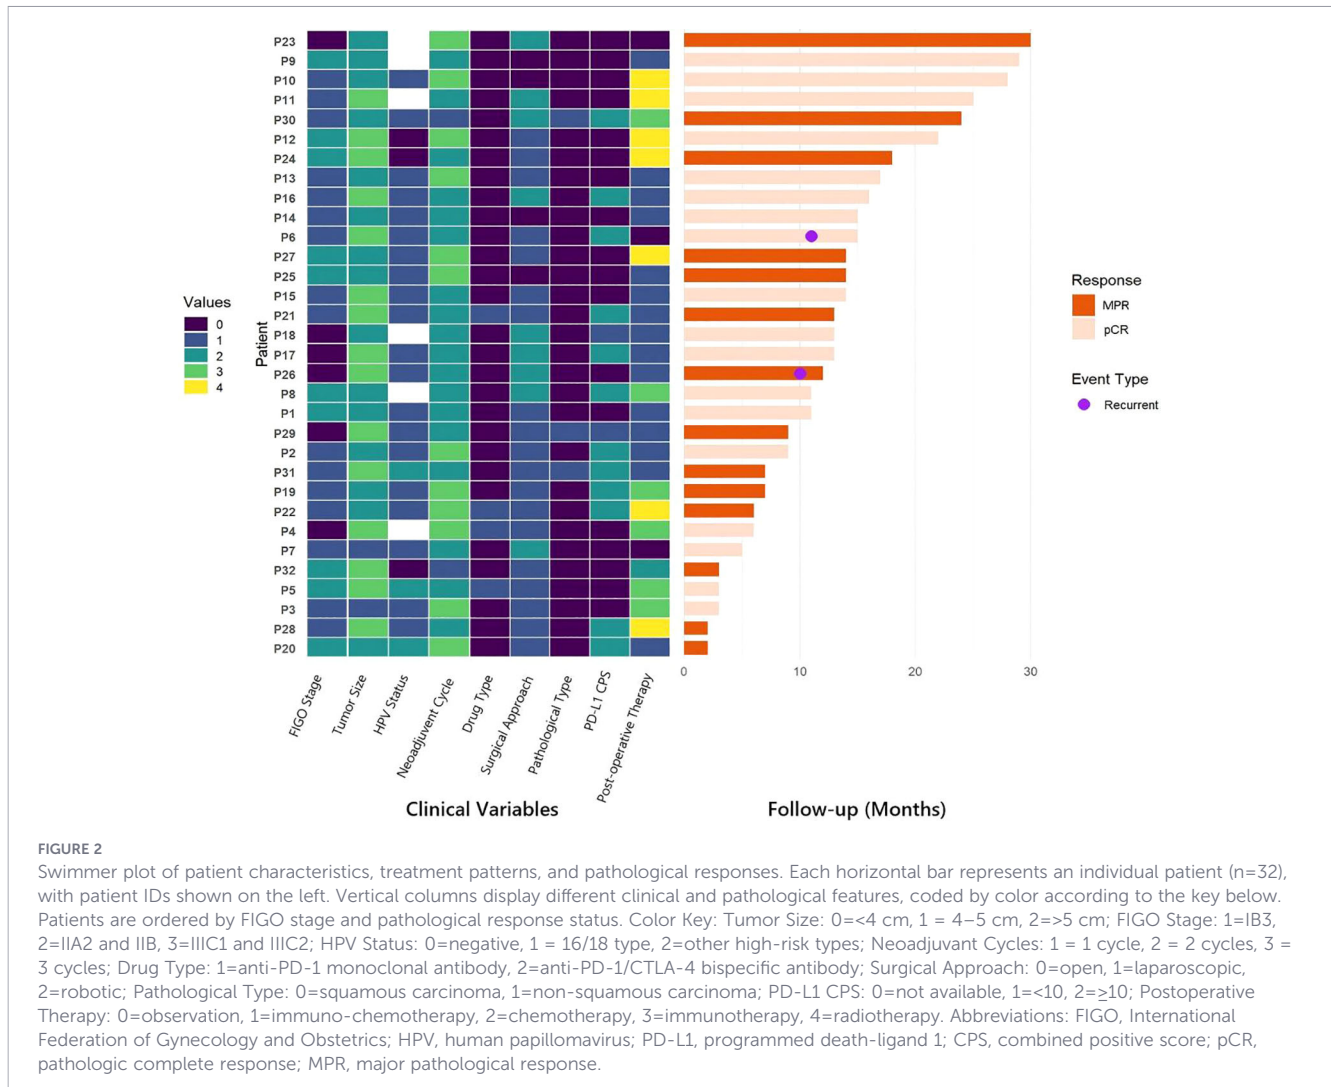 P23
P9
P10
P11
P30
P12
P24
P13
P16
P14
P6
P27
P25
P15
P21
P18
P17
P26
P8
P1
P29
P2
P31
P19
P22
P4
P7
P32
P5
P3
P28
P20
Patient
Values
0
1
2
3
4
FIGO Stage
Tumor Size
HPV Status
Neoadjuvent Cycle
Drug Type
Surgical Approach
Pathological Type
PD-L1 CPS
Post-operative Therapy
Clinical Variables
0 10 20 30
Follow-up (Months)
Response
MPR
pCR
Event Type
Recurrent
FIGURE 2
Swimmer plot of patient characteristics, treatment patterns, and pathological responses. Each horizontal bar represents an individual patient (n=32),
with patient IDs shown on the left. Vertical columns display different clinical and pathological features, coded by color according to the key below.
Patients are ordered by FIGO stage and pathological response status. Color Key: Tumor Size: 0=<4 cm, 1 = 4–5 cm, 2=>5 cm; FIGO Stage: 1=IB3,
2=IIA2 and IIB, 3=IIIC1 and IIIC2; HPV Status: 0=negative, 1 = 16/18 type, 2=other high-risk types; Neoadjuvant Cycles: 1 = 1 cycle, 2 = 2 cycles, 3 =
3 cycles; Drug Type: 1=anti-PD-1 monoclonal antibody, 2=anti-PD-1/CTLA-4 bispecific antibody; Surgical Approach: 0=open, 1=laparoscopic,
2=robotic; Pathological Type: 0=squamous carcinoma, 1=non-squamous carcinoma; PD-L1 CPS: 0=not available, 1=<10, 2=≥10; Postoperative
Therapy: 0=observation, 1=immuno-chemotherapy, 2=chemotherapy, 3=immunotherapy, 4=radiotherapy. Abbreviations: FIGO, International
Federation of Gynecology and Obstetrics; HPV, human papillomavirus; PD-L1, programmed death-ligand 1; CPS, combined positive score; pCR,
pathologic complete response; MPR, major pathological response.